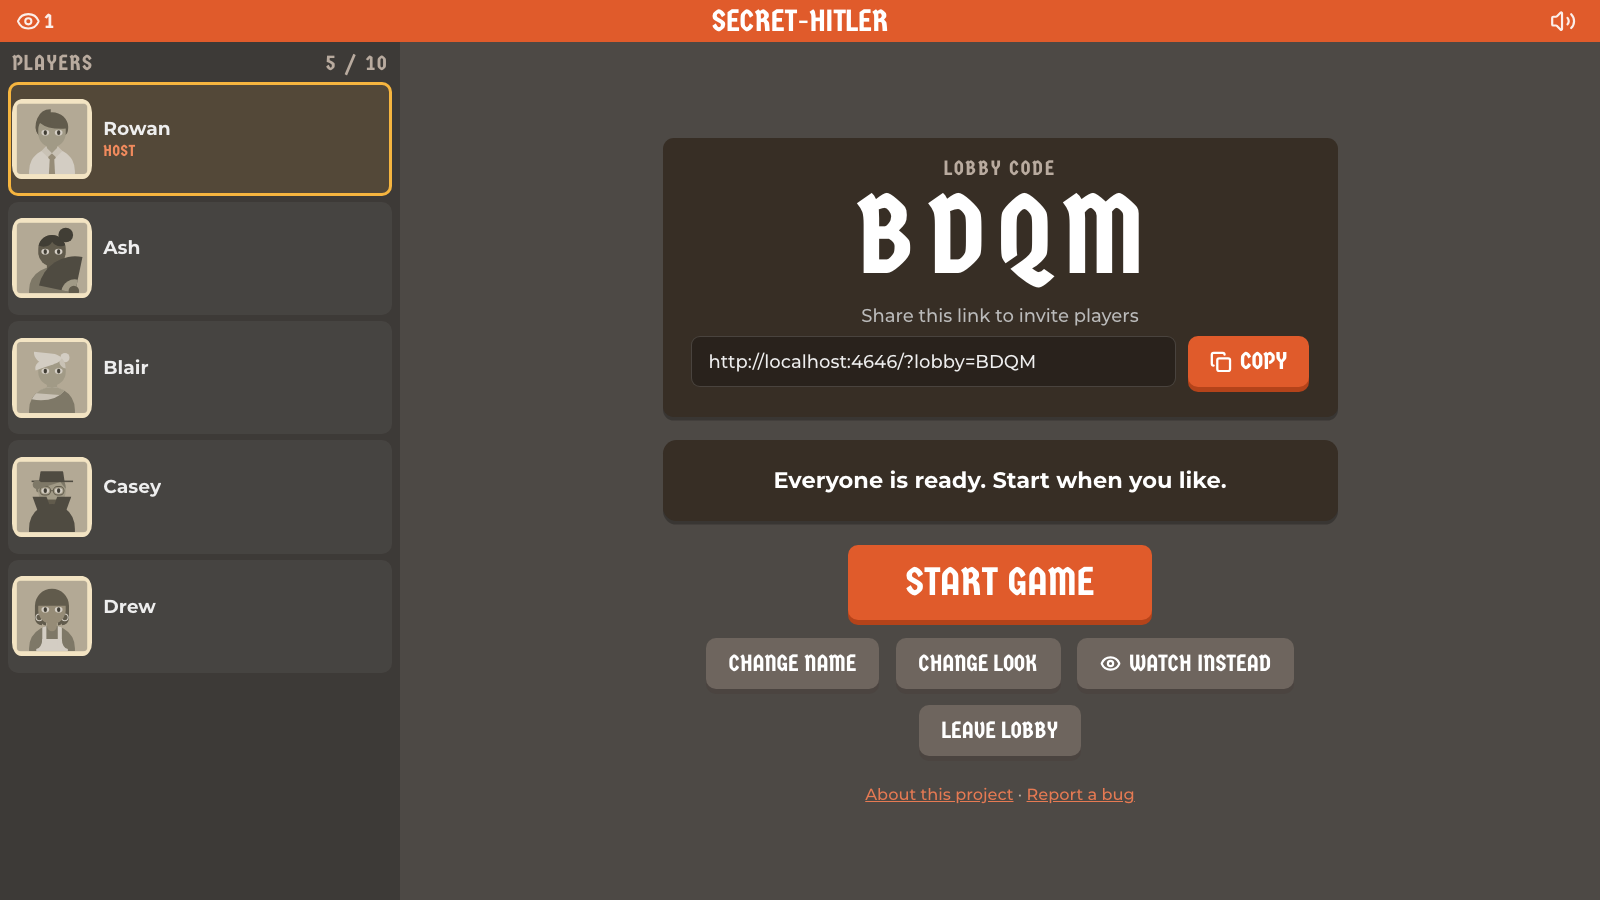 1
SECRET-HITLER
PLAYERS 5 / 10
Rowan
HOST
Ash
Blair
Casey
Drew
LOBBY CODE
BDQM
Share this link to invite players
http://localhost:4646/?lobby=BDQM
COPY
Everyone is ready. Start when you like.
START GAME
CHANGE NAME
CHANGE LOOK
WATCH INSTEAD
LEAVE LOBBY
About this project · Report a bug